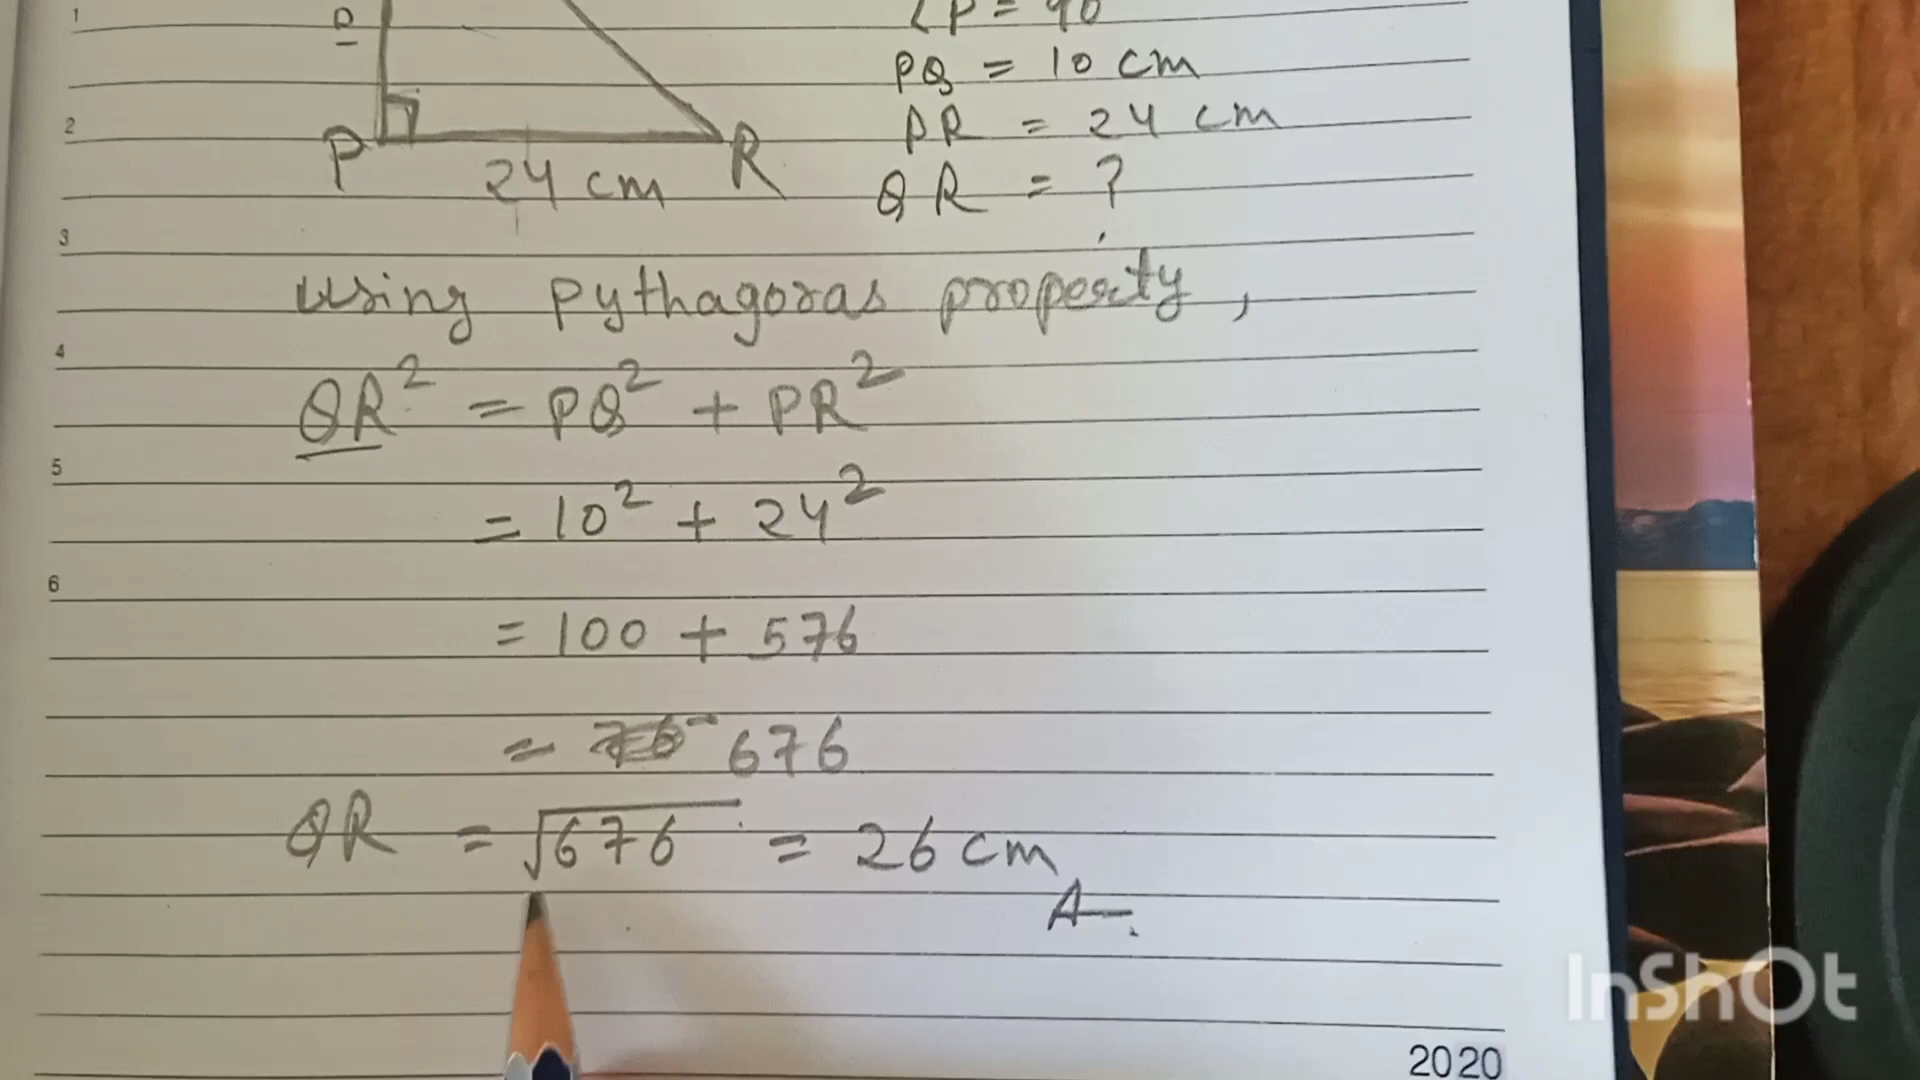 1
∠P = 90
PQ = 10 cm
2
PR = 24 cm
P
R
24 cm
QR = ?
3
using pythagoras property,
4
QR² = PQ² + PR²
5
= 10² + 24²
6
= 100 + 576
= 676
QR = √676 = 26 cm
InShOt
2020